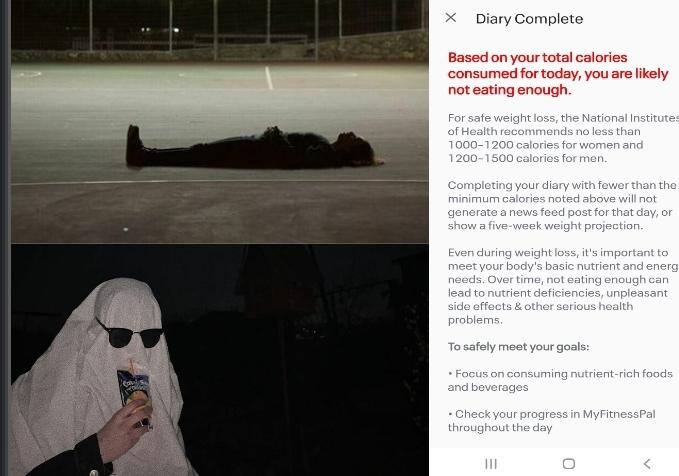 Diary Complete
Based on your total calories
consumed for today, you are likely
not eating enough.
For safe weight loss, the National Institutes
of Health recommends no less than
1000–1200 calories for women and
1200–1500 calories for men.
Completing your diary with fewer than the
minimum calories noted above will not
generate a news feed post for that day, or
show a five-week weight projection.
Even during weight loss, it's important to
meet your body's basic nutrient and energ
needs. Over time, not eating enough can
lead to nutrient deficiencies, unpleasant
side effects & other serious health
problems.
To safely meet your goals:
• Focus on consuming nutrient-rich foods
and beverages
• Check your progress in MyFitnessPal
throughout the day